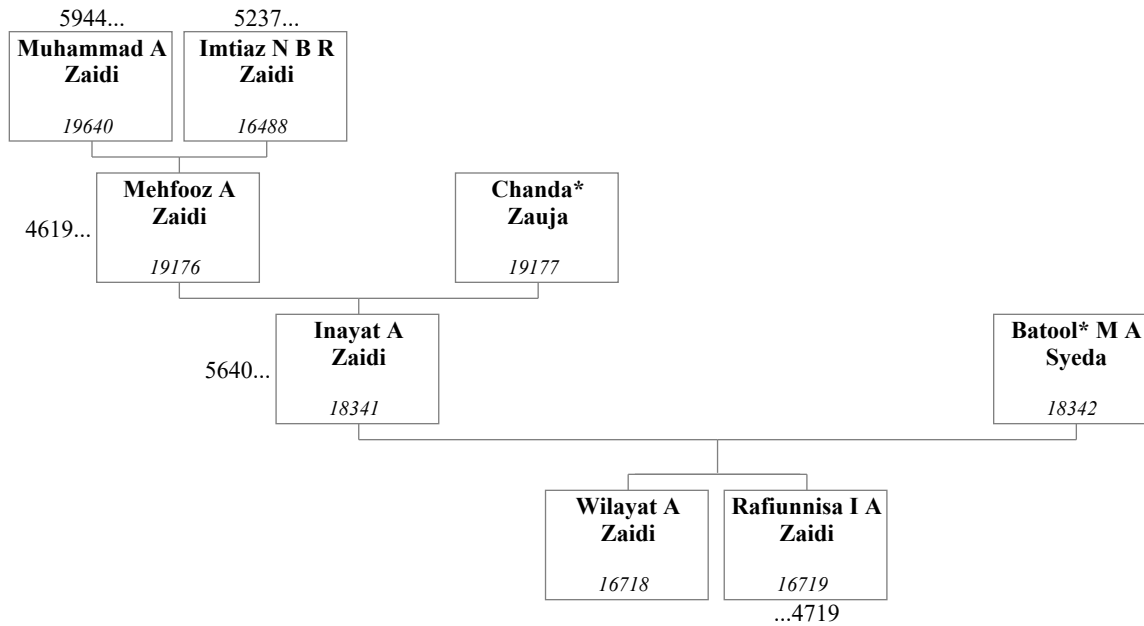 5944...
5237...
Muhammad A
Zaidi
19640
Imtiaz N B R
Zaidi
16488
4619...
Mehfooz A
Zaidi
19176
Chanda*
Zauja
19177
5640...
Inayat A
Zaidi
18341
Batool* M A
Syeda
18342
Wilayat A
Zaidi
16718
Rafiunnisa I A
Zaidi
16719
...4719